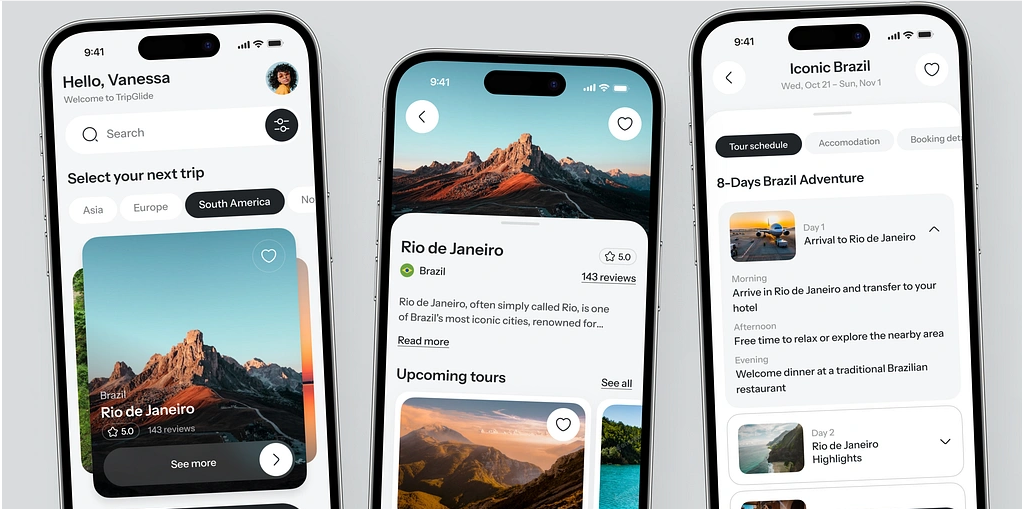 9:41
Hello, Vanessa
Welcome to TripGlide
Search
Select your next trip
Asia
Europe
South America
No
Brazil
Rio de Janeiro
5.0
143 reviews
See more
9:41
Rio de Janeiro
5.0
Brazil
143 reviews
Rio de Janeiro, often simply called Rio, is one
of Brazil's most iconic cities, renowned for...
Read more
Upcoming tours
See all
9:41
Iconic Brazil
Wed, Oct 21 – Sun, Nov 1
Tour schedule
Accomodation
Booking deta
8-Days Brazil Adventure
Day 1
Arrival to Rio de Janeiro
Morning
Arrive in Rio de Janeiro and transfer to your
hotel
Afternoon
Free time to relax or explore the nearby area
Evening
Welcome dinner at a traditional Brazilian
restaurant
Day 2
Rio de Janeiro
Highlights